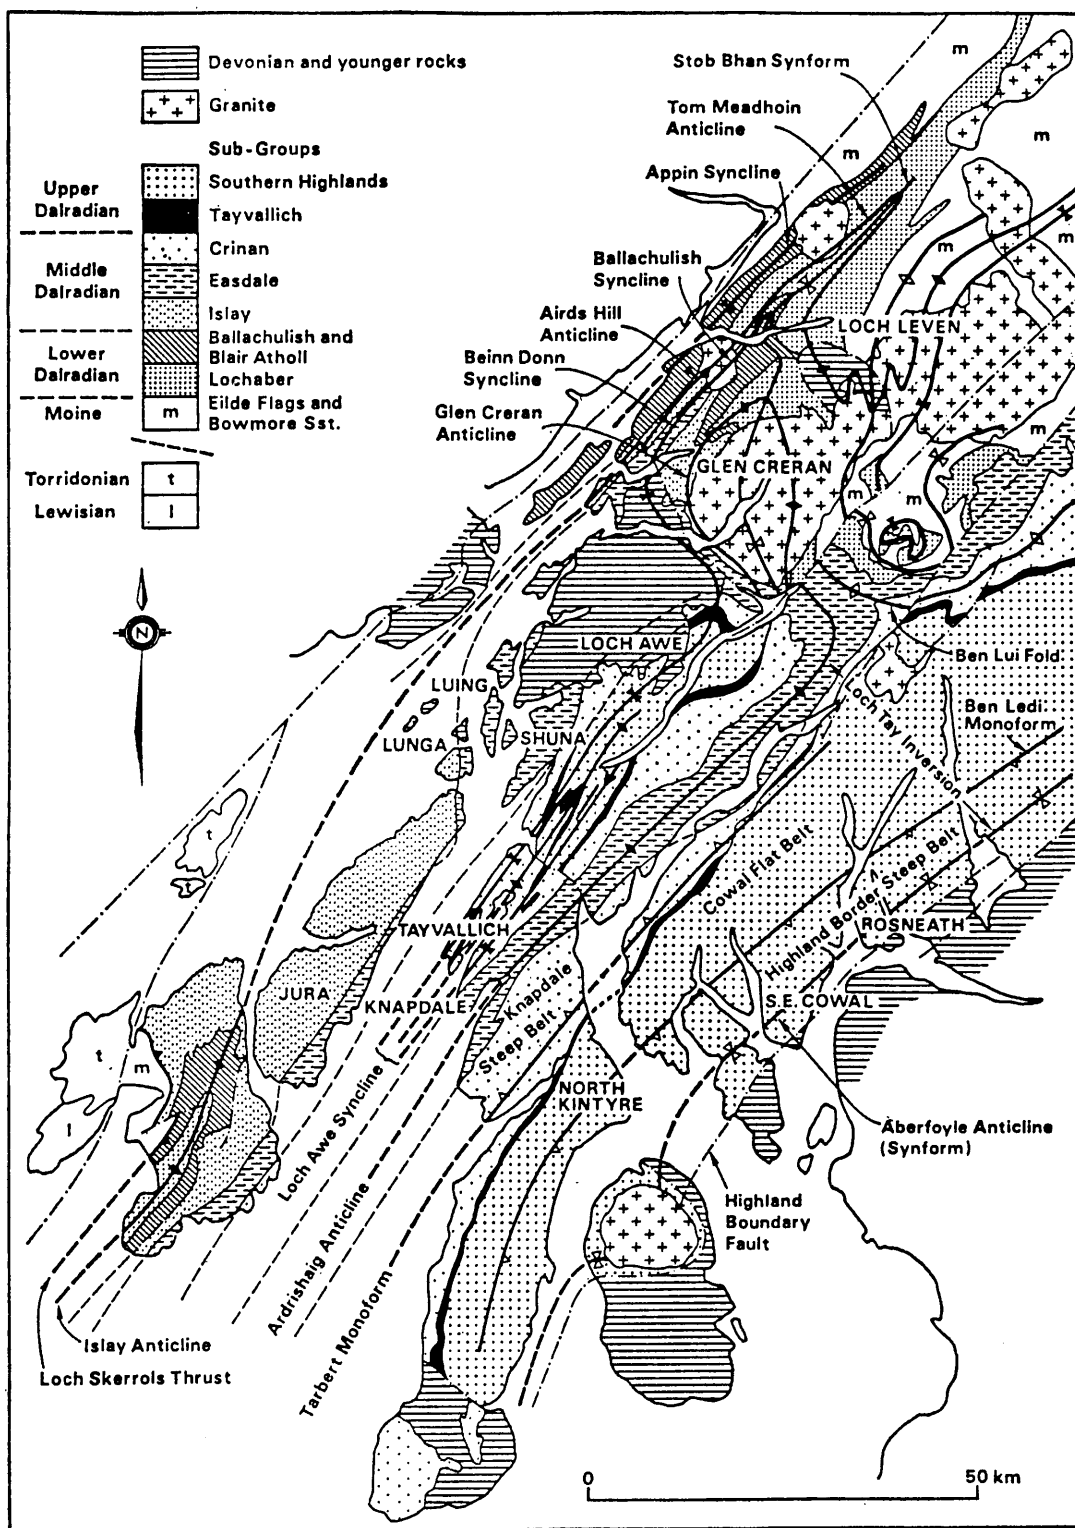 Devonian and younger rocks
Granite
Sub-Groups
Upper
Dalradian
Southern Highlands
Tayvallich
Middle
Dalradian
Crinan
Easdale
Islay
Lower
Dalradian
Ballachulish and
Blair Atholl
Lochaber
Moine
m
Eilde Flags and
Bowmore Sst.
Torridonian
t
Lewisian
l
N
Stob Bhan Synform
Tom Meadhoin
Anticline
Appin Syncline
Ballachulish
Syncline
Airds Hill
Anticline
Beinn Donn
Syncline
Glen Creran
Anticline
m
m
m
m
m
m
m
m
LOCH LEVEN
GLEN CRERAN
LOCH AWE
Ben Lui Fold
LUING
LUNGA
SHUNA
Loch Tay Inversion
Ben Ledi
Monoform
t
t
Cowal Flat Belt
Highland Border Steep Belt
ROSNEATH
TAYVALLICH
JURA
KNAPDALE
Knapdale
Steep Belt
S.E. COWAL
t
m
l
NORTH
KINTYRE
Loch Awe Syncline
Ardrishaig Anticline
Tarbert Monoform
Aberfoyle Anticline
(Synform)
Highland
Boundary
Fault
Islay Anticline
Loch Skerrols Thrust
0
50 km